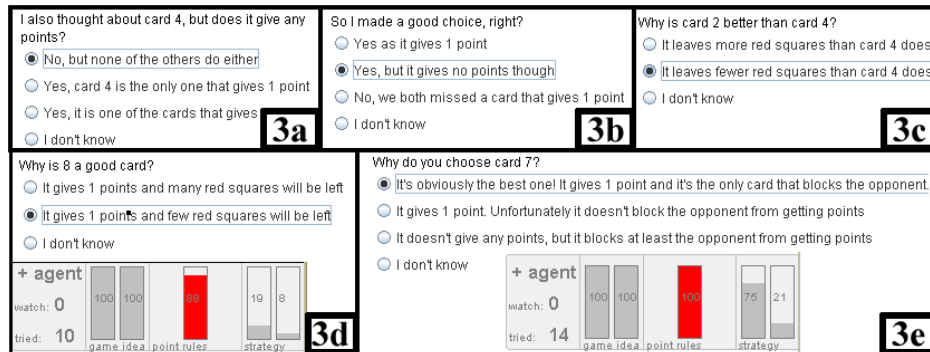 I also thought about card 4, but does it give any
points?
No, but none of the others do either
Yes, card 4 is the only one that gives 1 point
Yes, it is one of the cards that gives
I don't know
3a
So I made a good choice, right?
Yes as it gives 1 point
Yes, but it gives no points though
No, we both missed a card that gives 1 point
I don't know
3b
Why is card 2 better than card 4?
It leaves more red squares than card 4 does
It leaves fewer red squares than card 4 does
I don't know
3c
Why is 8 a good card?
It gives 1 points and many red squares will be left
It gives 1 points and few red squares will be left
I don't know
+ agent
watch: 0
tried: 10
100 100 88 19 8
game idea point rules strategy
3d
Why do you choose card 7?
It's obviously the best one! It gives 1 point and it's the only card that blocks the opponent.
It gives 1 point. Unfortunately it doesn't block the opponent from getting points
It doesn't give any points, but it blocks at least the opponent from getting points
I don't know
+ agent
watch: 0
tried: 14
100 100 100 75 21
game idea point rules strategy
3e